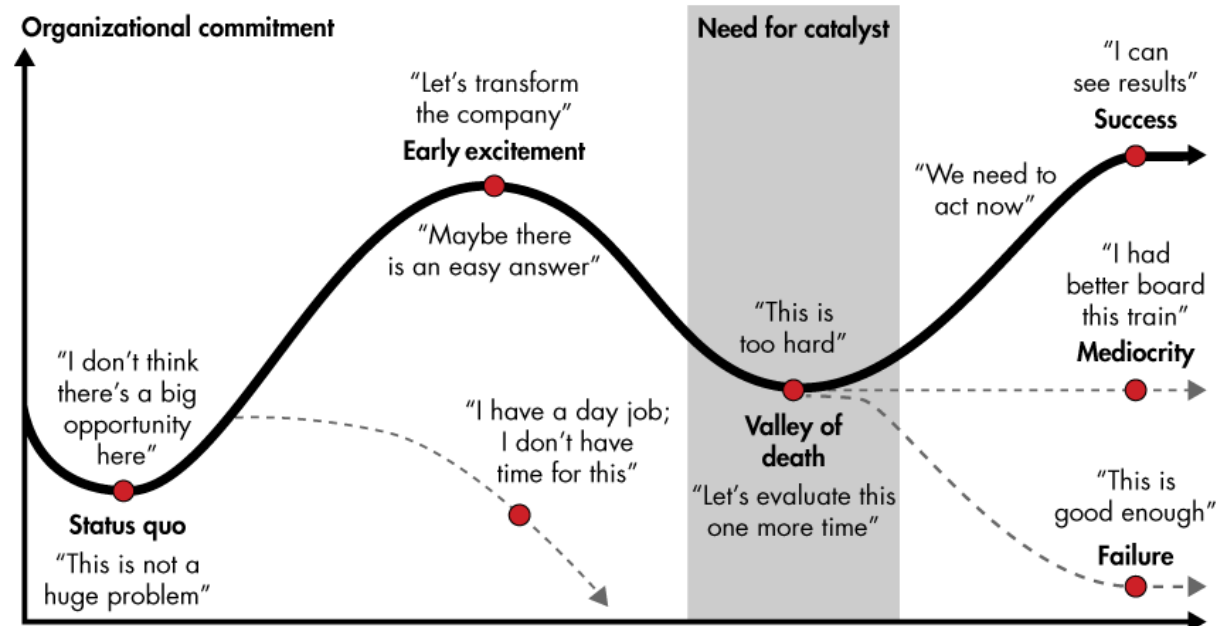 Organizational commitment
Need for catalyst
“Let’s transform
the company”
Early excitement
“Maybe there
is an easy answer”
“I don’t think
there’s a big
opportunity
here”
Status quo
“This is not a
huge problem”
“I have a day job;
I don’t have
time for this”
“This is
too hard”
Valley of
death
“Let’s evaluate this
one more time”
“We need to
act now”
“I can
see results”
Success
“I had
better board
this train”
Mediocrity
“This is
good enough”
Failure